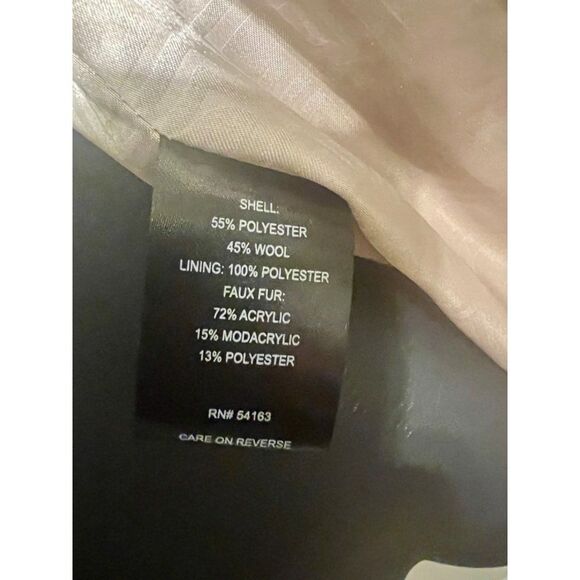 SHELL:
55% POLYESTER
45% WOOL
LINING: 100% POLYESTER
FAUX FUR:
72% ACRYLIC
15% MODACRYLIC
13% POLYESTER
RN# 54163
CARE ON REVERSE